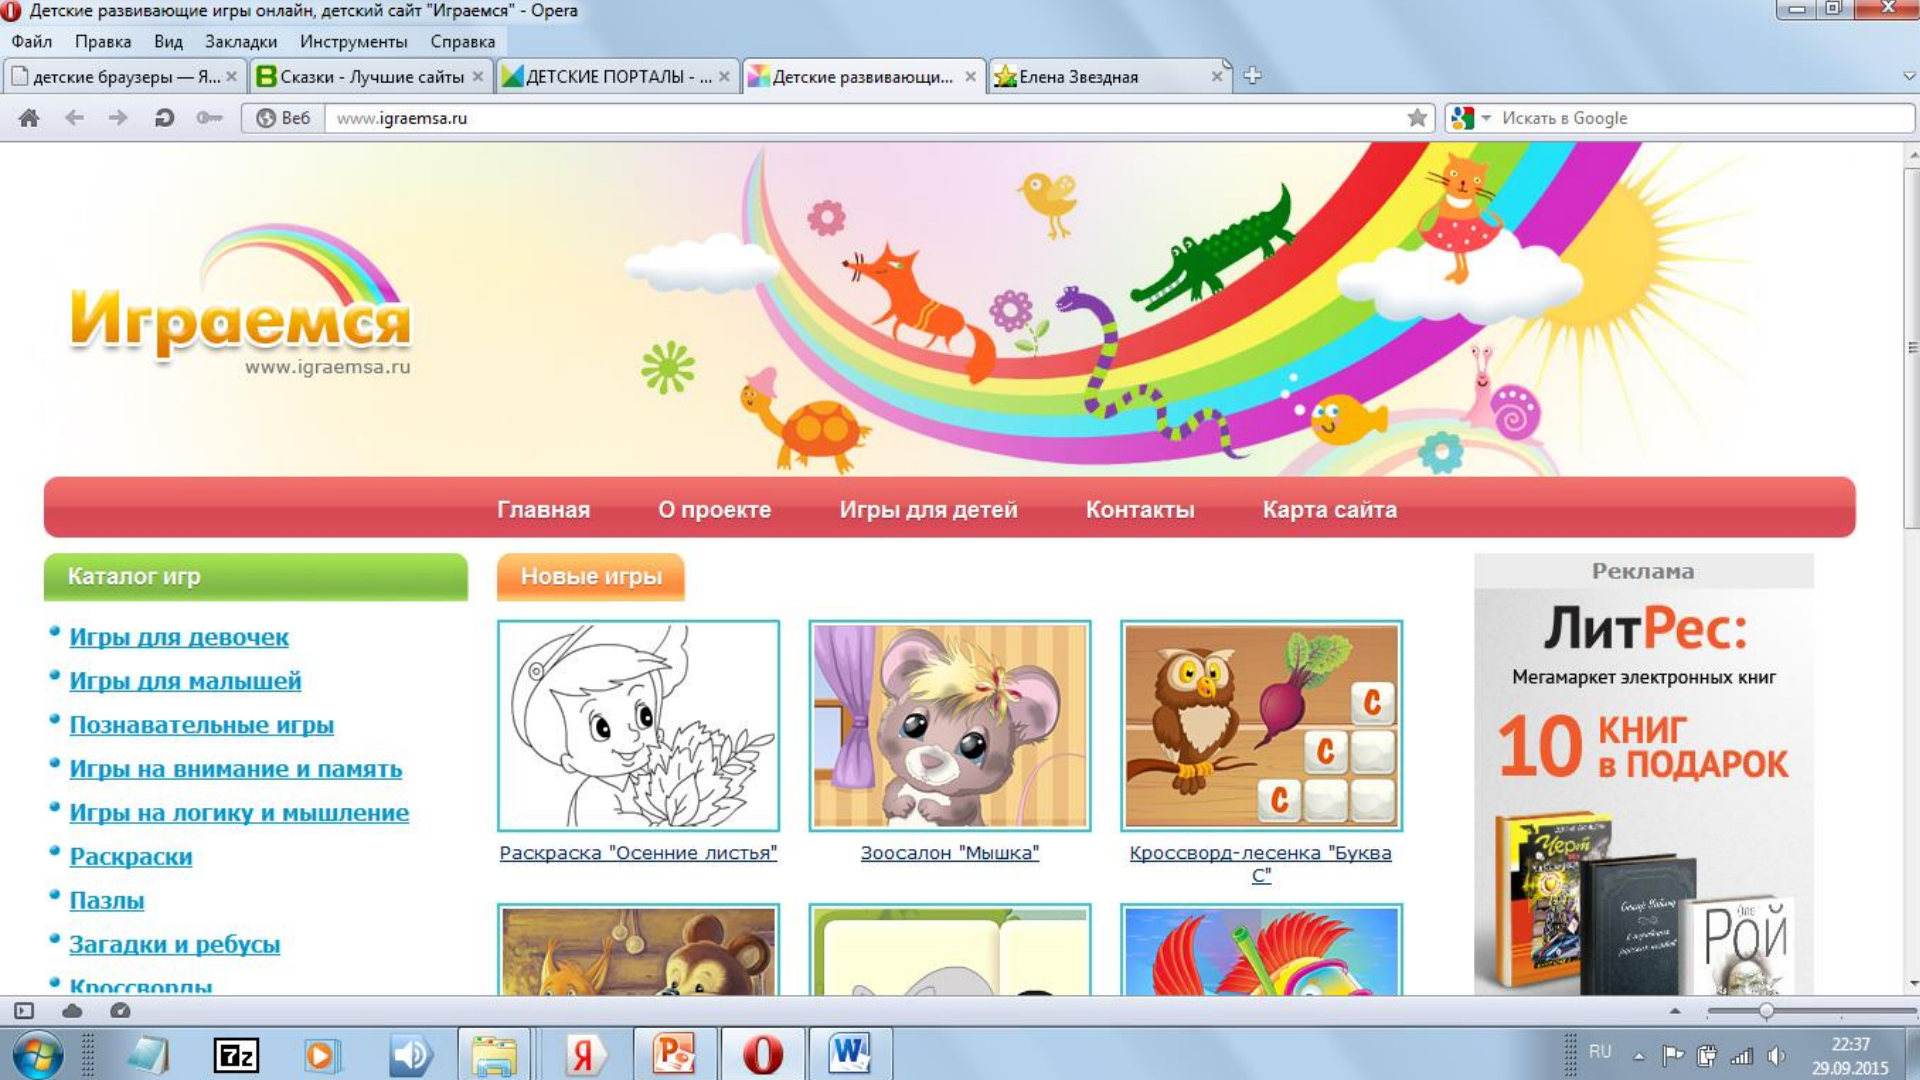 Детские развивающие игры онлайн, детский сайт "Играемся" - Opera
Файл Правка Вид Закладки Инструменты Справка
детские браузеры — Я... Сказки - Лучшие сайты ДЕТСКИЕ ПОРТАЛЫ - ... Детские развивающи... Елена Звездная
Веб www.igraemsa.ru Искать в Google
Играемся
www.igraemsa.ru
Главная О проекте Игры для детей Контакты Карта сайта
Каталог игр
Игры для девочек
Игры для малышей
Познавательные игры
Игры на внимание и память
Игры на логику и мышление
Раскраски
Пазлы
Загадки и ребусы
Кроссворды
Новые игры
С
С
С
Раскраска "Осенние листья" Зоосалон "Мышка" Кроссворд-лесенка "Буква
С"
Реклама
ЛитРес:
Мегамаркет электронных книг
10 КНИГ
В ПОДАРОК
Черт
РОЙ
7z Я P W RU 22:37
29.09.2015